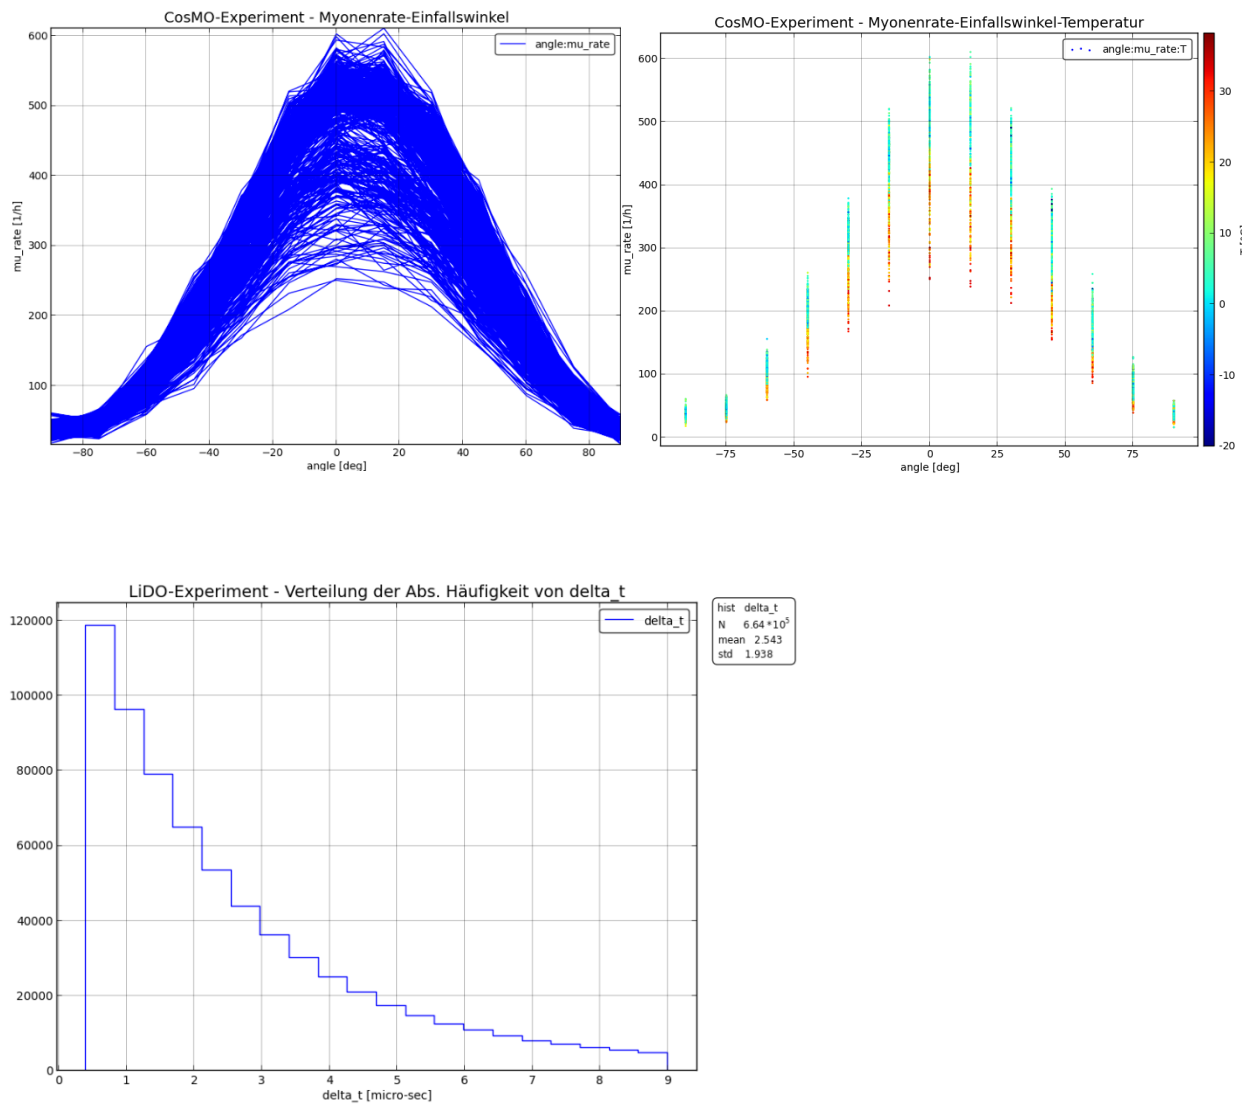 CosMO-Experiment - Myonenrate-Einfallswinkel
angle:mu_rate
600
500
400
300
200
100
mu_rate [1/h]
−80 −60 −40 −20 0 20 40 60 80
angle [deg]
CosMO-Experiment - Myonenrate-Einfallswinkel-Temperatur
angle:mu_rate:T
600
500
400
300
200
100
0
mu_rate [1/h]
−75 −50 −25 0 25 50 75
angle [deg]
30
20
10
0
-10
-20
LiDO-Experiment - Verteilung der Abs. Häufigkeit von delta_t
delta_t
120000
100000
80000
60000
40000
20000
0
0 1 2 3 4 5 6 7 8 9
delta_t [micro-sec]
hist delta_t
N 6.64*10⁵
mean 2.543
std 1.938